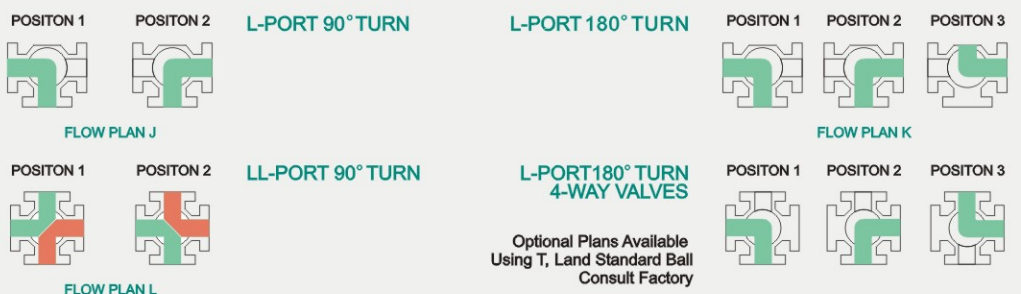 POSITON 1
POSITON 2
L-PORT 90° TURN
FLOW PLAN J
L-PORT 180° TURN
POSITON 1
POSITON 2
POSITON 3
FLOW PLAN K
POSITON 1
POSITON 2
LL-PORT 90° TURN
FLOW PLAN L
L-PORT180° TURN
4-WAY VALVES
Optional Plans Available
Using T, Land Standard Ball
Consult Factory
POSITON 1
POSITON 2
POSITON 3